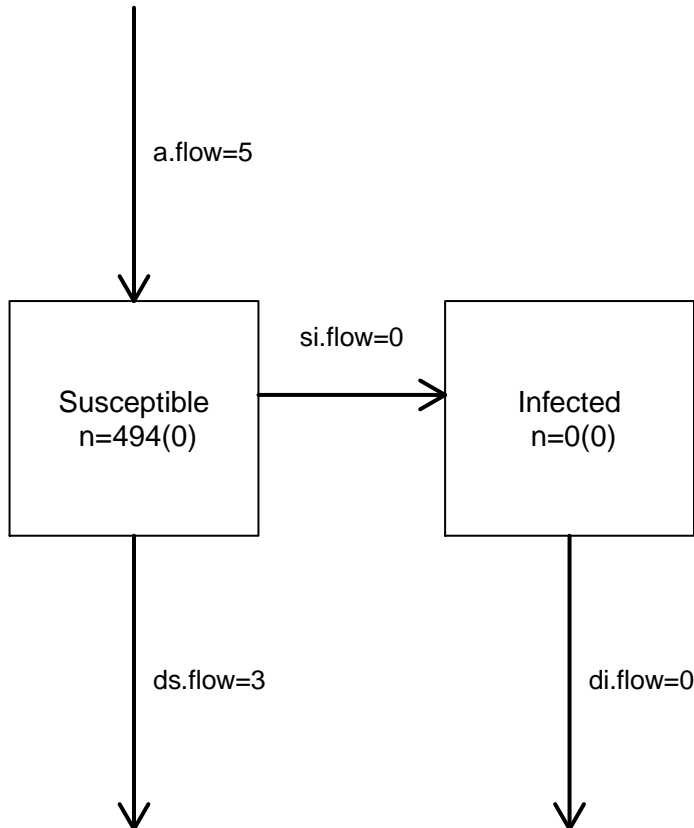 a.flow=5
si.flow=0
Susceptible
n=494(0)
Infected
n=0(0)
ds.flow=3
di.flow=0